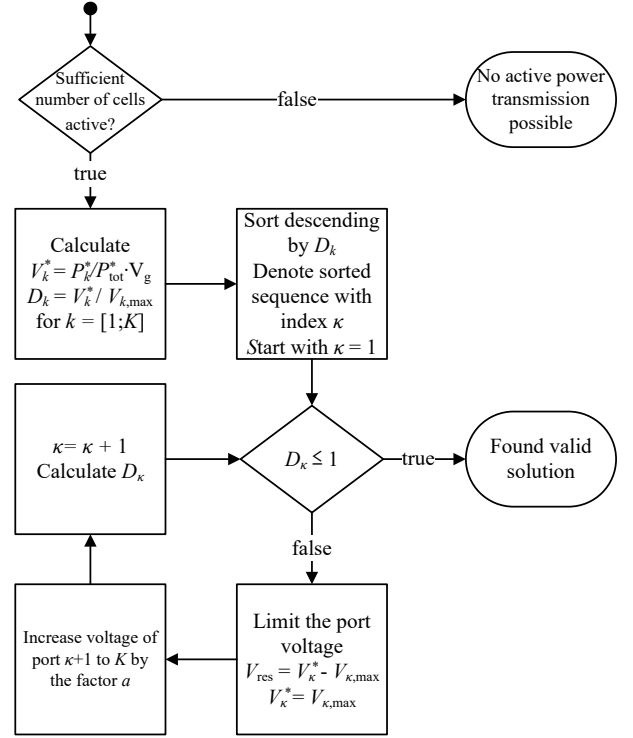 Sufficient
number of cells
active?
false
No active power
transmission
possible
true
Calculate
V*k = P*k/P*tot·Vg
Dk = V*k / Vk,max
for k = [1;K]
Sort descending
by Dk
Denote sorted
sequence with
index κ
Start with κ = 1
κ= κ + 1
Calculate Dκ
Dκ ≤ 1
true
Found valid
solution
false
Increase voltage of
port κ+1 to K by
the factor a
Limit the port
voltage
Vres = V*κ - Vκ,max
V*κ = Vκ,max